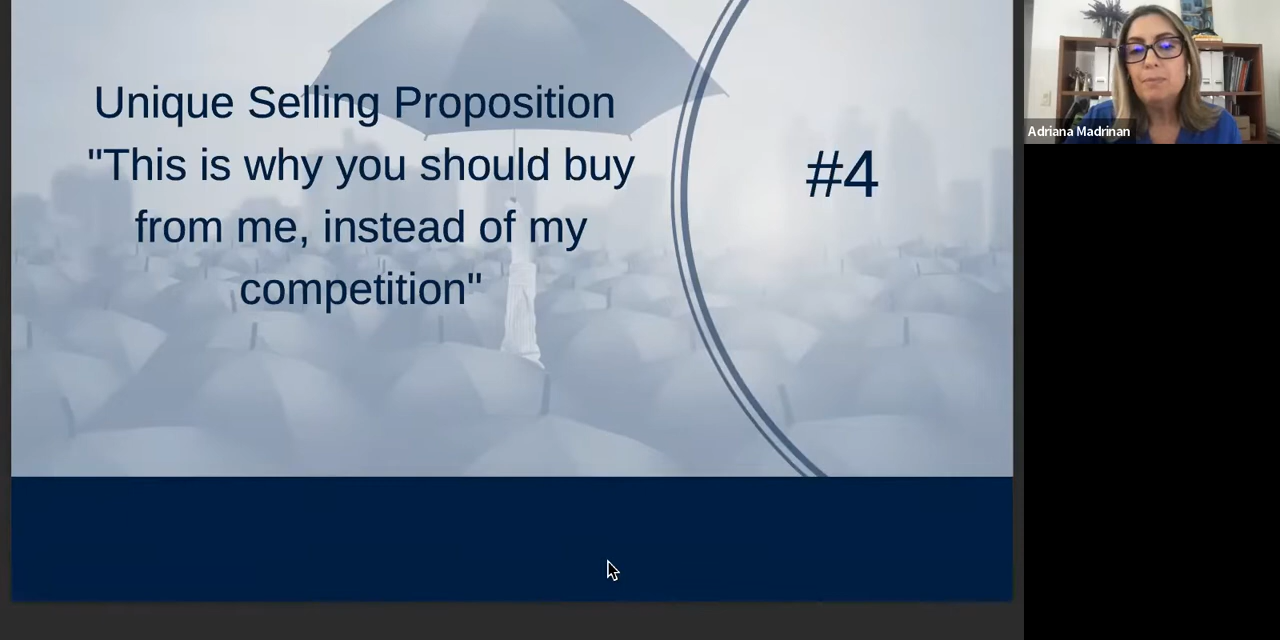 Unique Selling Proposition
"This is why you should buy
from me, instead of my
competition"
#4
Adriana Madrinan